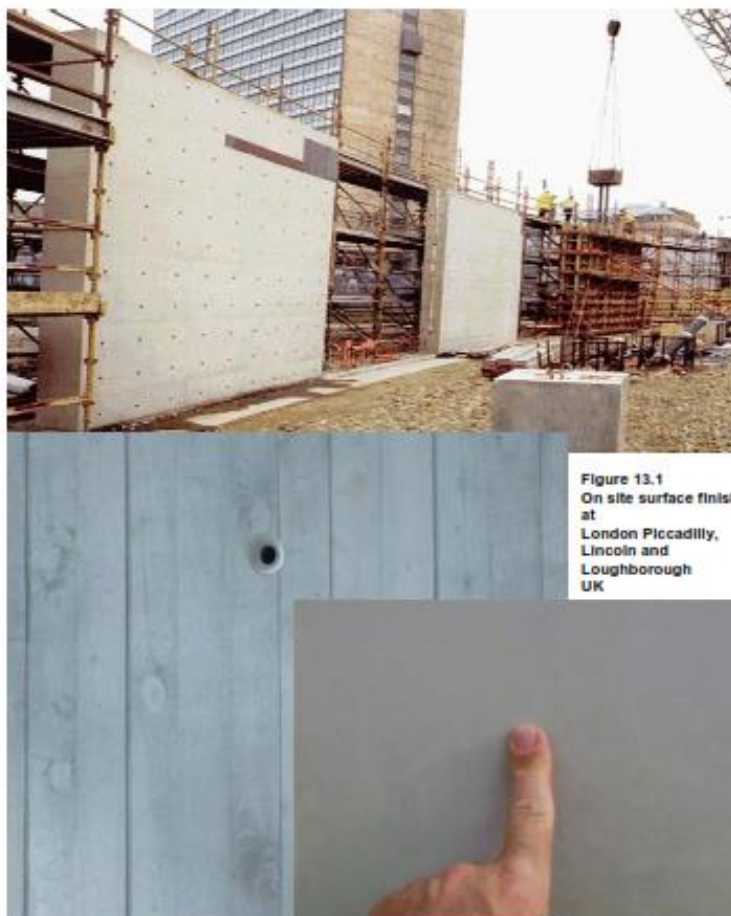 Figure 13.1
On site surface finis
at
London Piccadilly,
Lincoln and
Loughborough
UK